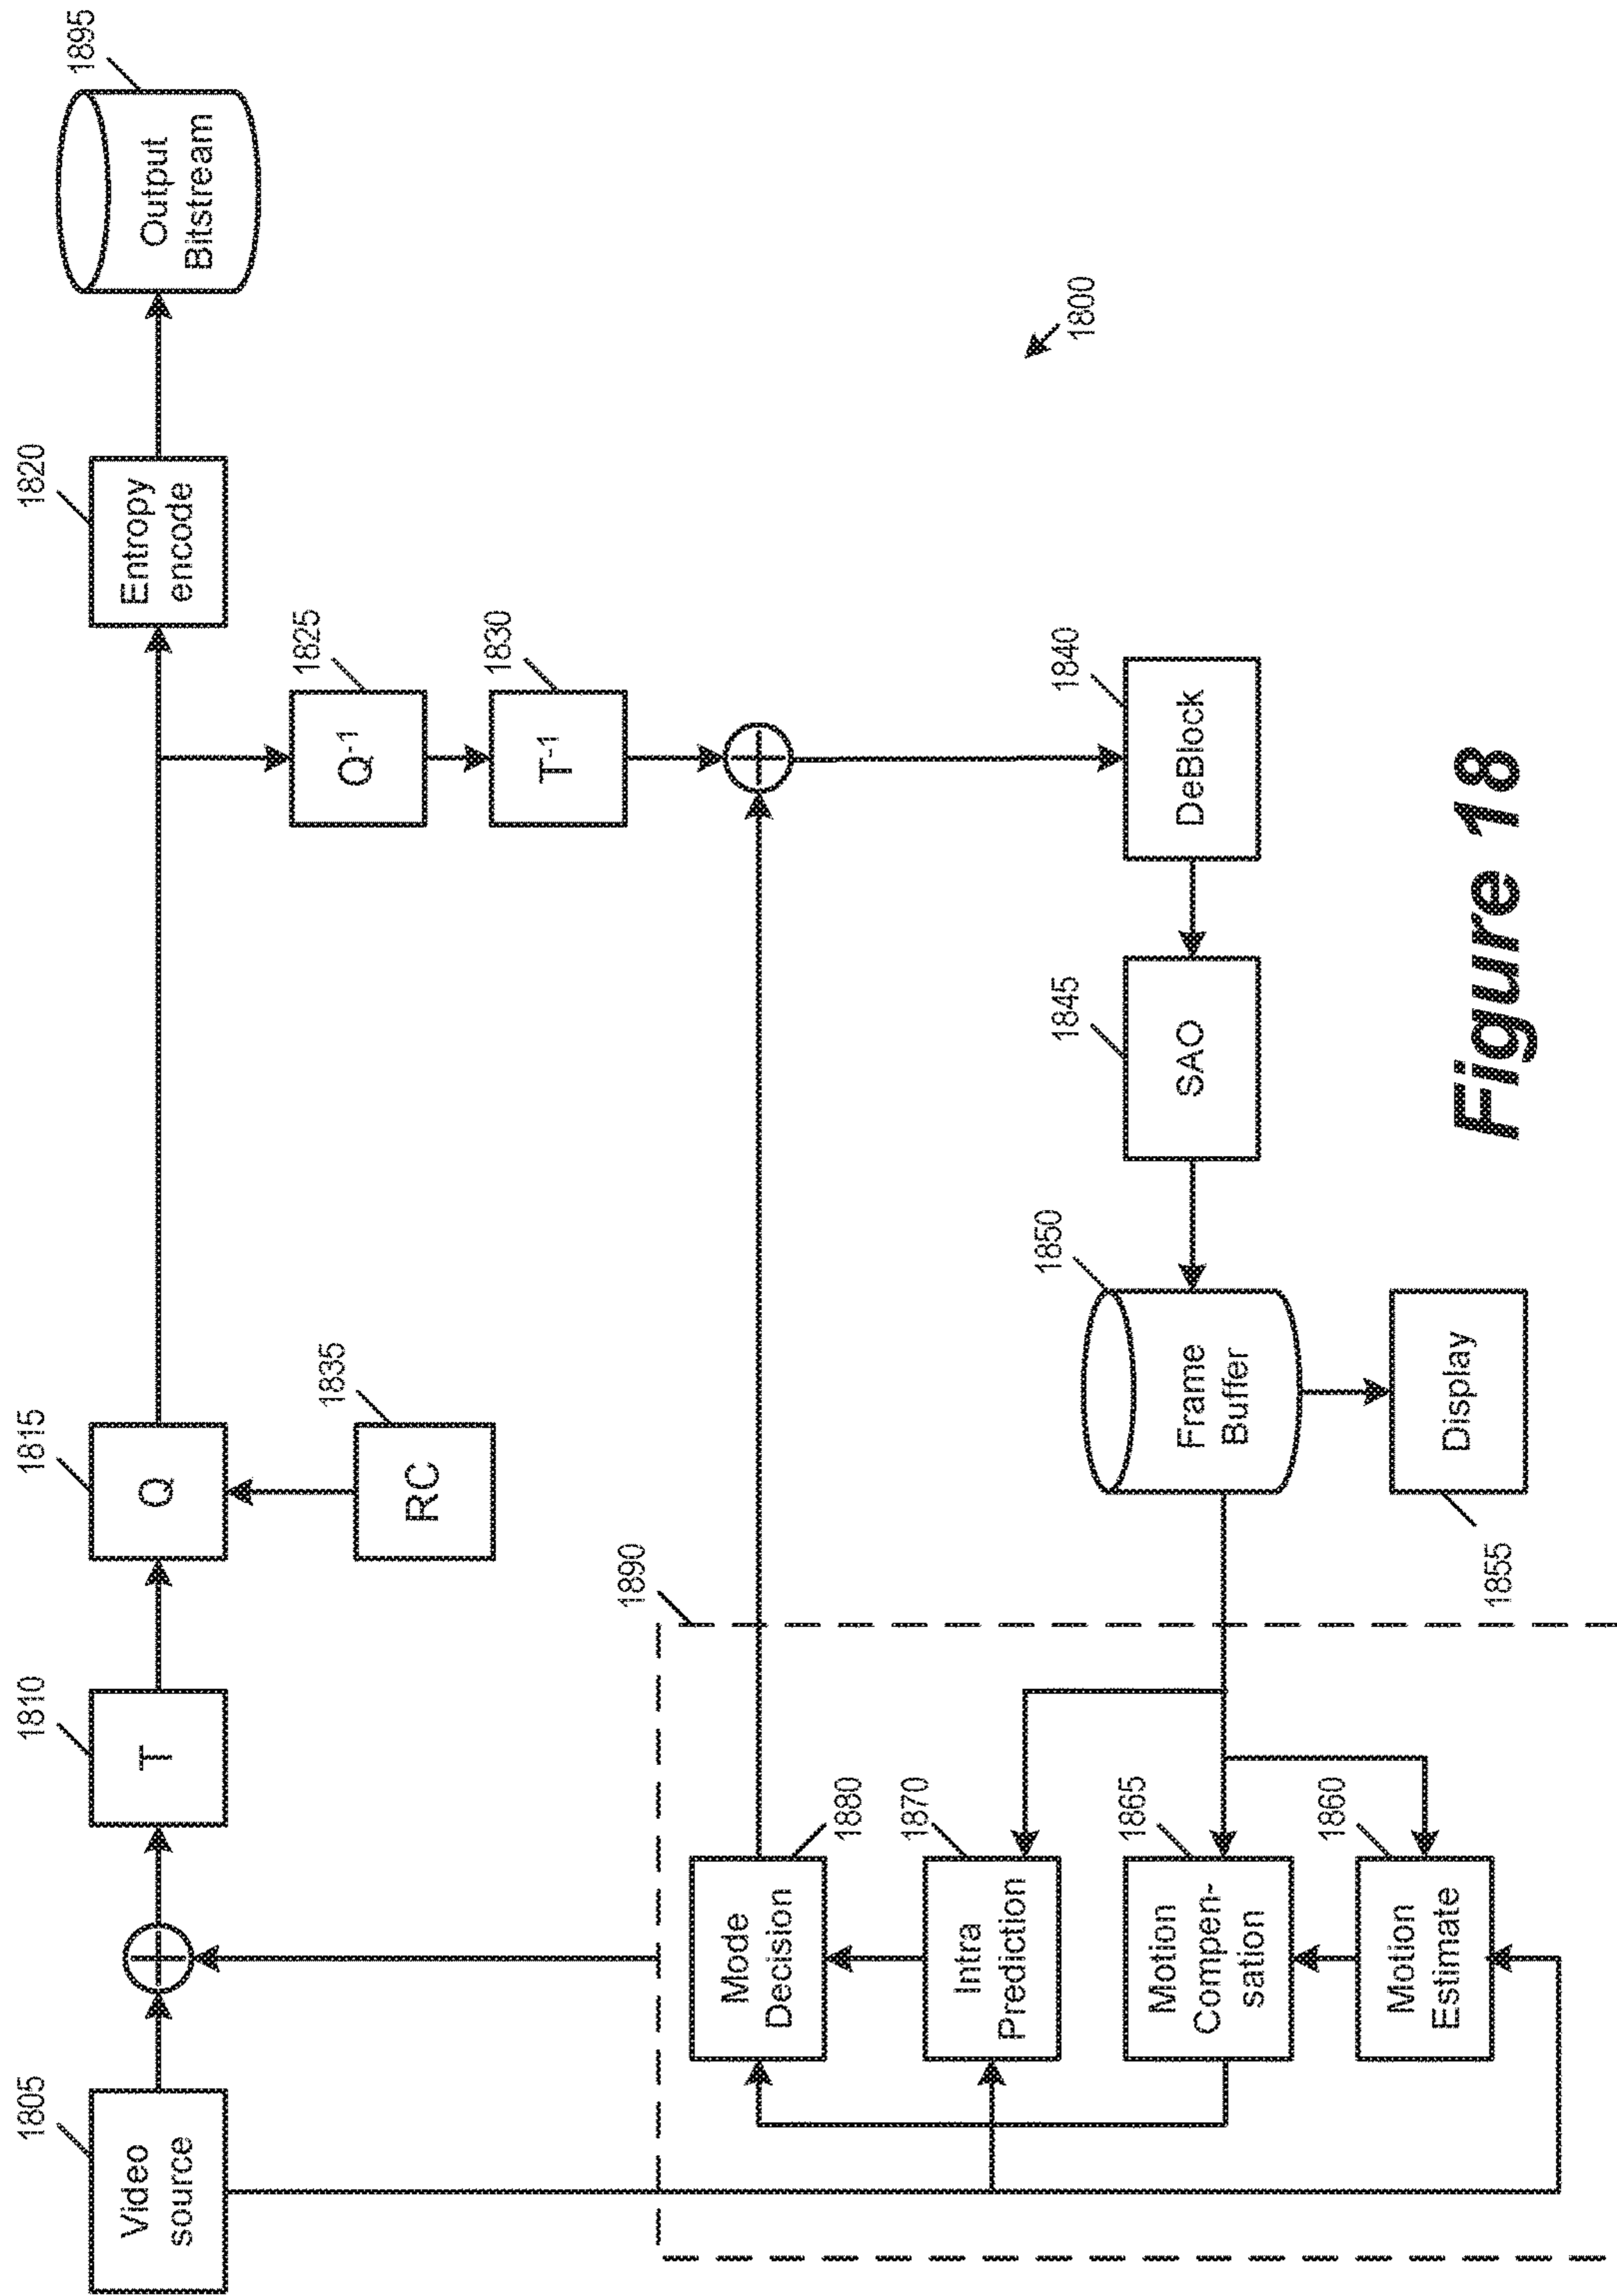 1805
Video
source
1810
T
1815
Q
1835
RC
1820
Entropy
encode
1895
Output
Bitstream
1825
Q-1
1830
T-1
1890
1880
Mode
Decision
1870
Intra
Prediction
1865
Motion
Compen-
sation
1860
Motion
Estimate
1850
Frame
Buffer
1855
Display
1845
SAO
1840
DeBlock
1800
Figure 18